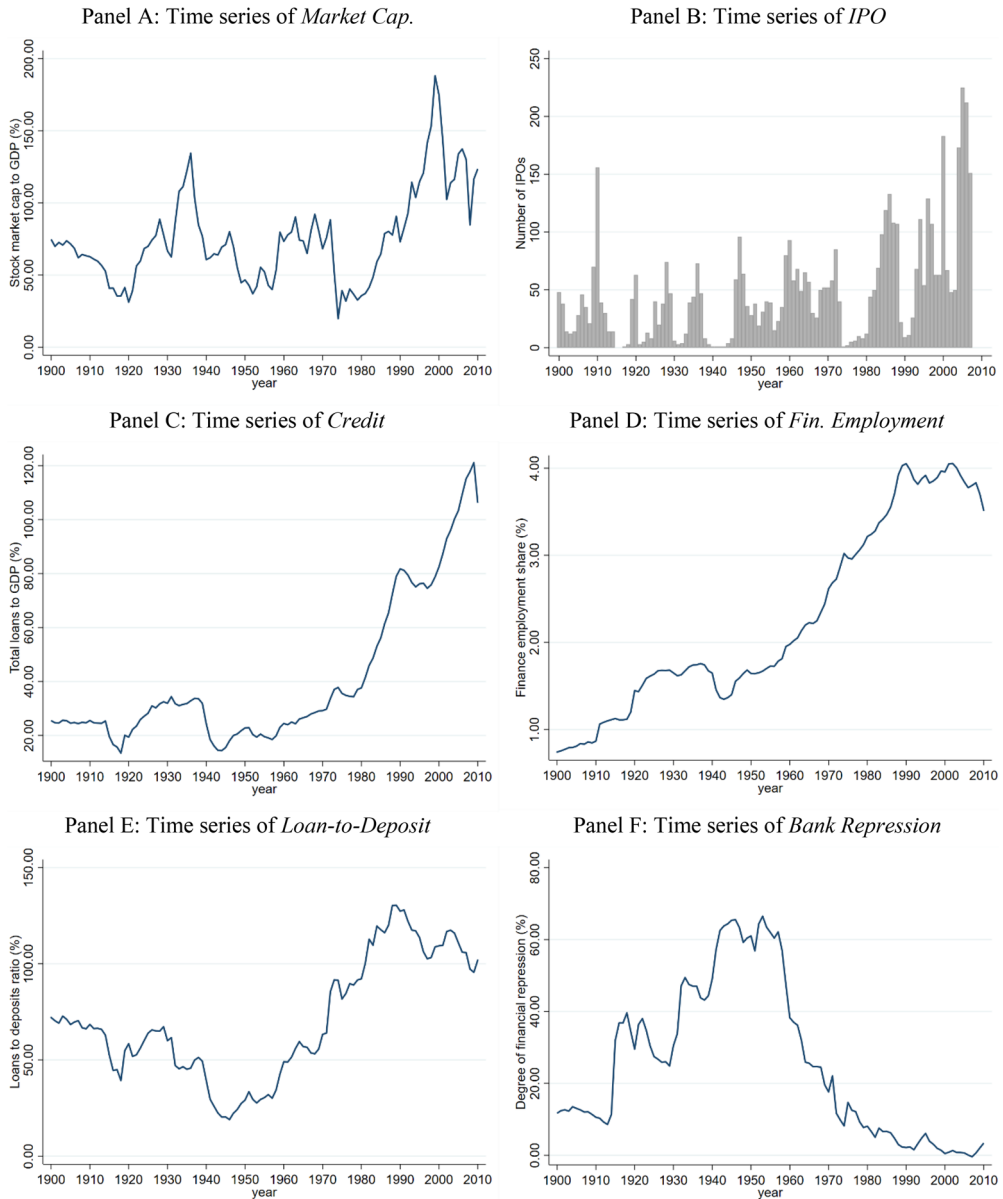 Panel A: Time series of Market Cap.
Stock market cap to GDP (%)
200.00
150.00
100.00
50.00
0.00
1900 1910 1920 1930 1940 1950 1960 1970 1980 1990 2000 2010
year
Panel B: Time series of IPO
Number of IPOs
250
200
150
100
50
0
1900 1910 1920 1930 1940 1950 1960 1970 1980 1990 2000 2010
year
Panel C: Time series of Credit
Total loans to GDP (%)
120.00
100.00
80.00
60.00
40.00
20.00
1900 1910 1920 1930 1940 1950 1960 1970 1980 1990 2000 2010
year
Panel D: Time series of Fin. Employment
Finance employment share (%)
4.00
3.00
2.00
1.00
1900 1910 1920 1930 1940 1950 1960 1970 1980 1990 2000 2010
year
Panel E: Time series of Loan-to-Deposit
Loans to deposits ratio (%)
150.00
100.00
50.00
0.00
1900 1910 1920 1930 1940 1950 1960 1970 1980 1990 2000 2010
year
Panel F: Time series of Bank Repression
Degree of financial repression (%)
80.00
60.00
40.00
20.00
0.00
1900 1910 1920 1930 1940 1950 1960 1970 1980 1990 2000 2010
year